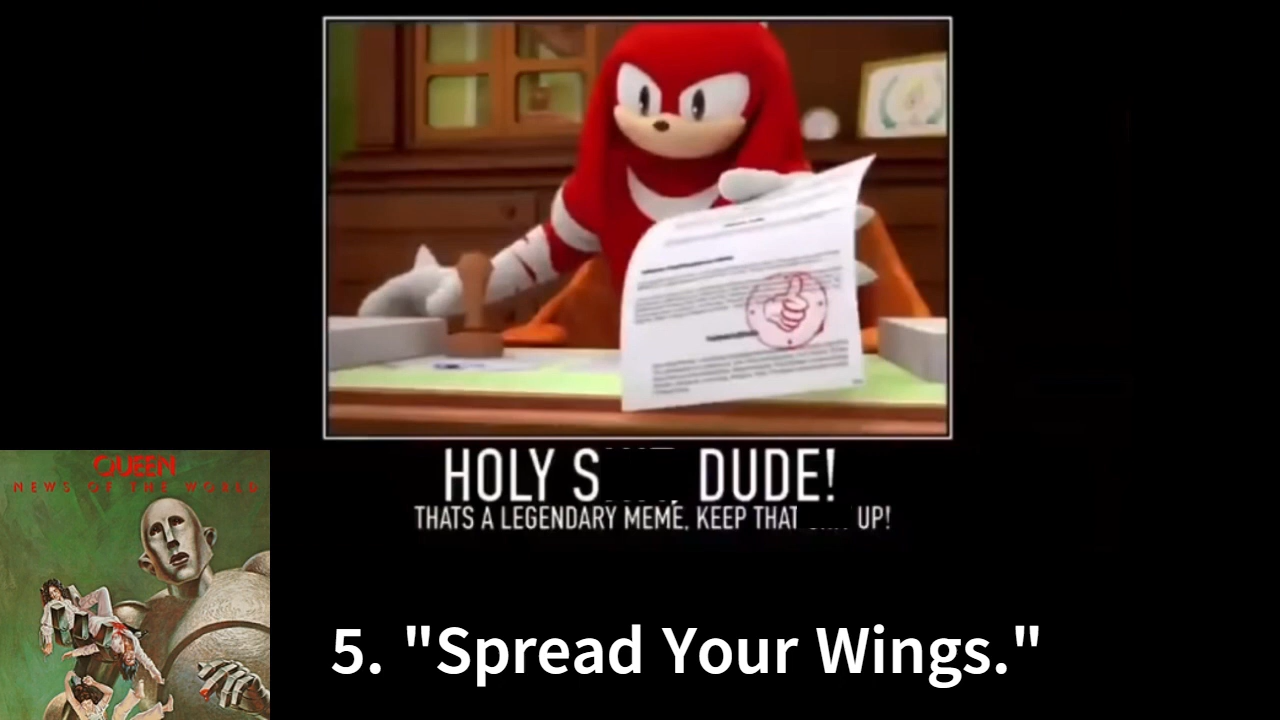 HOLY S DUDE!
THATS A LEGENDARY MEME, KEEP THAT UP!
QUEEN
NEWS OF THE WORLD
5. "Spread Your Wings."